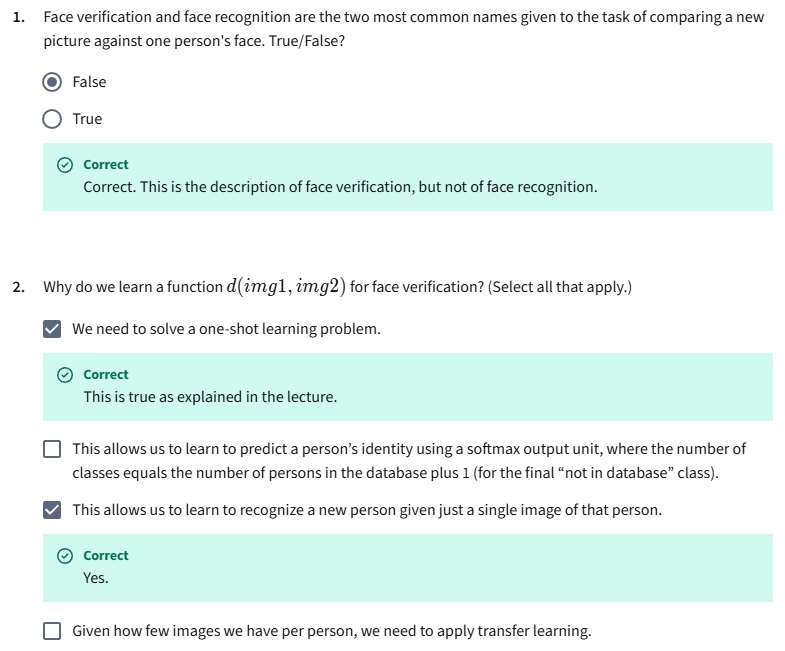 1. Face verification and face recognition are the two most common names given to the task of comparing a new
picture against one person's face. True/False?
False
True
Correct
Correct. This is the description of face verification, but not of face recognition.
2. Why do we learn a function d(img1, img2) for face verification? (Select all that apply.)
We need to solve a one-shot learning problem.
Correct
This is true as explained in the lecture.
This allows us to learn to predict a person’s identity using a softmax output unit, where the number of
classes equals the number of persons in the database plus 1 (for the final “not in database” class).
This allows us to learn to recognize a new person given just a single image of that person.
Correct
Yes.
Given how few images we have per person, we need to apply transfer learning.